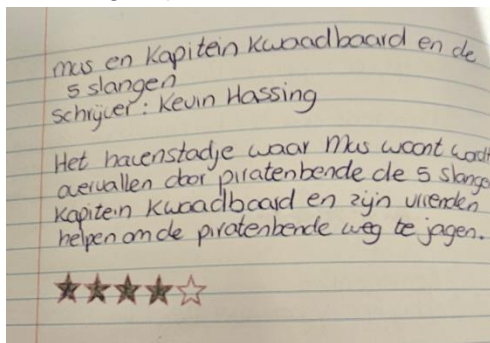 mus en Kapitein Kwaadbaard en de
5 slangen
schrijver : Kevin Hassing
Het havenstadje waar Mus woont wordt
overvallen door piratenbende de 5 slange
Kapitein Kwaadbaard en zijn vrienden
helpen om de piratenbende weg te jagen.